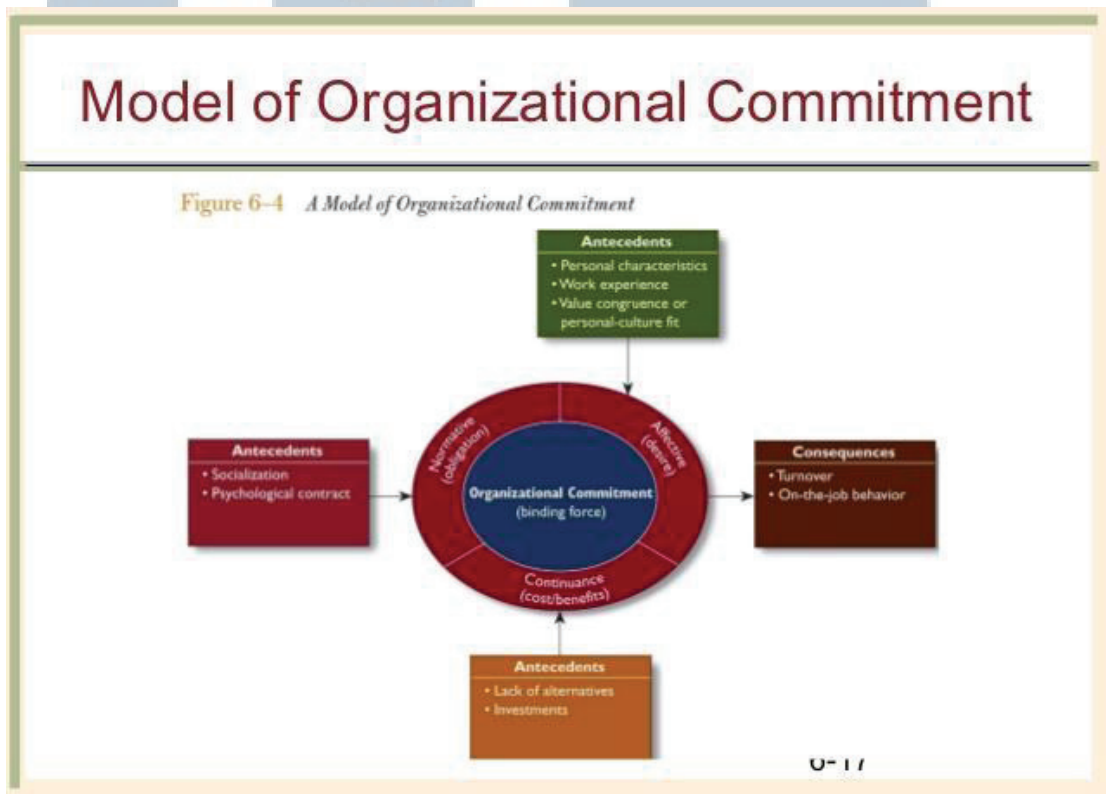 Model of Organizational Commitment
Figure 6–4 A Model of Organizational Commitment
Antecedents
• Personal characteristics
• Work experience
• Value congruence or
personal-culture fit
Antecedents
• Socialization
• Psychological contract
Normative
(obligation)
Affective
(desire)
Organizational Commitment
(binding force)
Continuance
(cost/benefits)
Consequences
• Turnover
• On-the-job behavior
Antecedents
• Lack of alternatives
• Investments
6-17